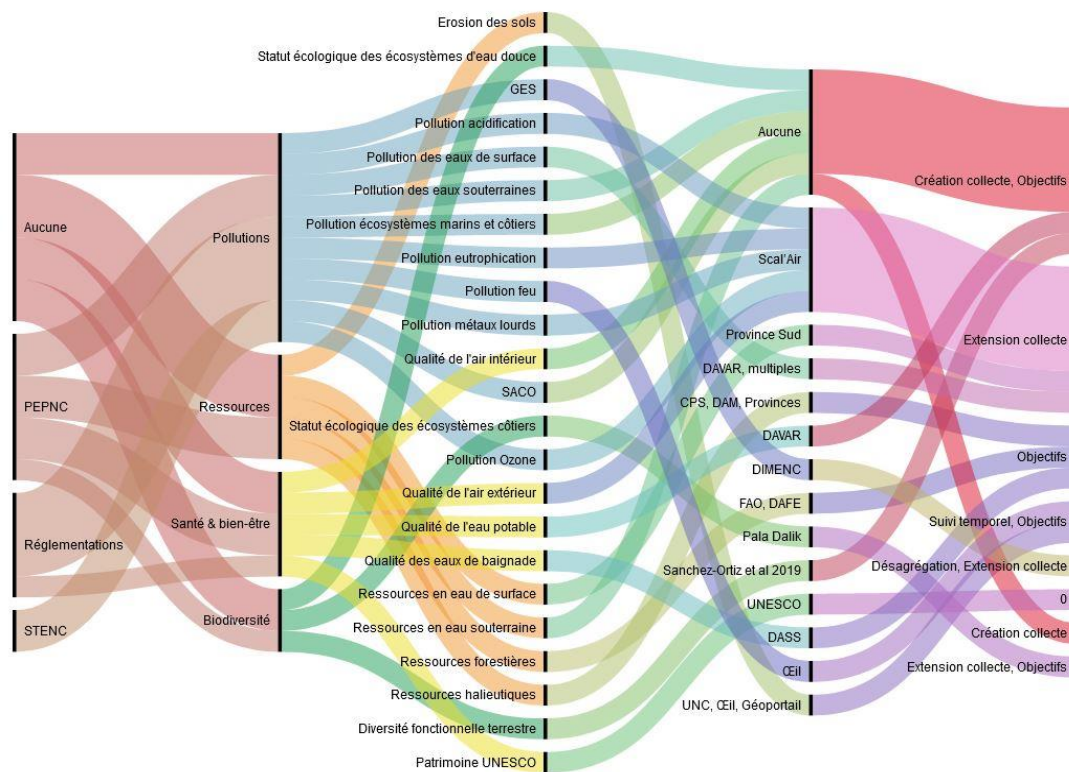 Aucune
PEPNC
Réglementations
STENC
Pollutions
Ressources
Santé & bien-être
Biodiversité
Erosion des sols
Statut écologique des écosystèmes d'eau douce
GES
Pollution acidification
Pollution des eaux de surface
Pollution des eaux souterraines
Pollution écosystèmes marins et côtiers
Pollution eutrophication
Pollution feu
Pollution métaux lourds
Qualité de l'air intérieur
SACO
Statut écologique des écosystèmes côtiers
Pollution Ozone
Qualité de l'air extérieur
Qualité de l'eau potable
Qualité des eaux de baignade
Ressources en eau de surface
Ressources en eau souterraine
Ressources forestières
Ressources halieutiques
Diversité fonctionnelle terrestre
Patrimoine UNESCO
Aucune
Scal'Air
Province Sud
DAVAR, multiples
CPS, DAM, Provinces
DAVAR
DIMENC
FAO, DAFE
Pala Dalik
Sanchez-Ortiz et al 2019
UNESCO
DASS
Œil
UNC, Œil, Géoportail
Création collecte, Objectifs
Extension collecte
Objectifs
Suivi temporel, Objectifs
Désagrégation, Extension collecte
0
Création collecte
Extension collecte, Objectifs